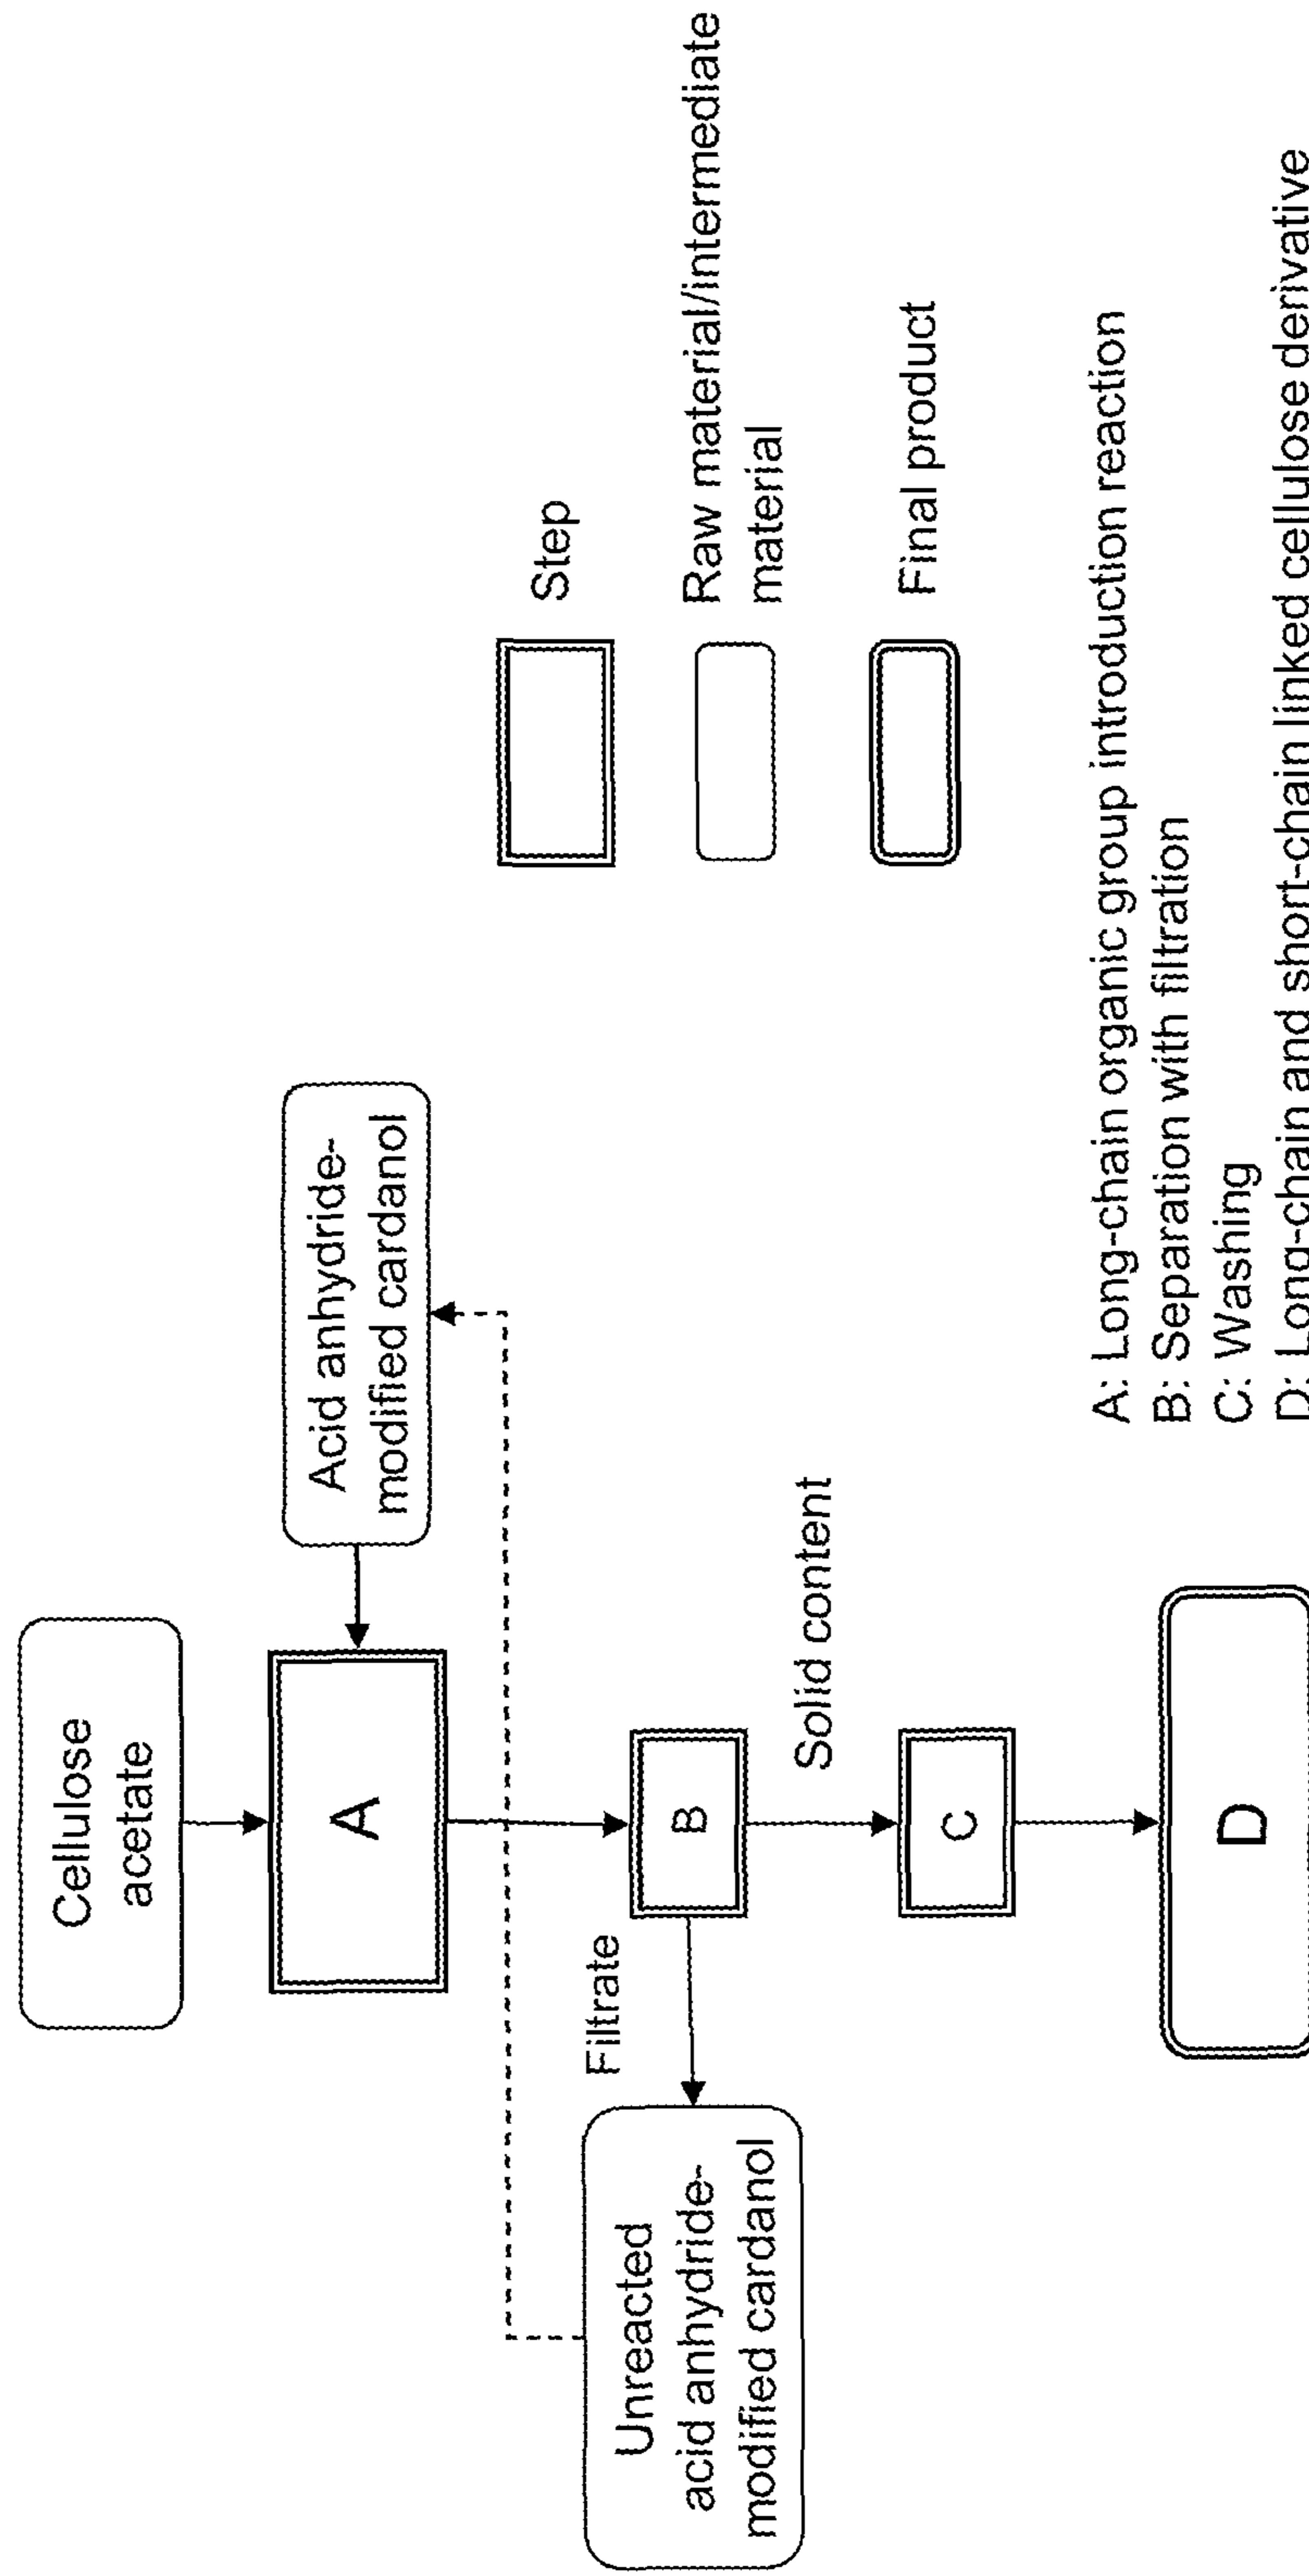 Cellulose
acetate
A
Acid anhydride-
modified cardanol
Filtrate
Unreacted
acid anhydride-
modified cardanol
B
Solid content
C
D
Step
Raw material/intermediate
material
Final product
A: Long-chain organic group introduction reaction
B: Separation with filtration
C: Washing
D: Long-chain and short-chain linked cellulose derivative